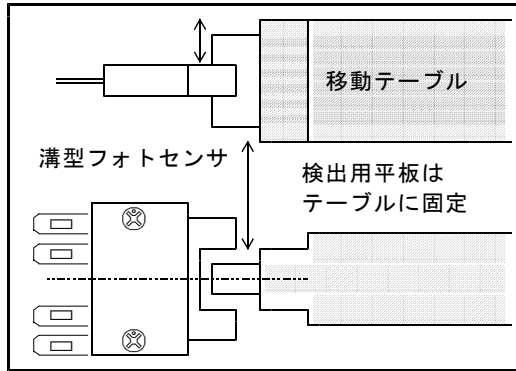 移動テーブル
溝型フォトセンサ
検出用平板は
テーブルに固定